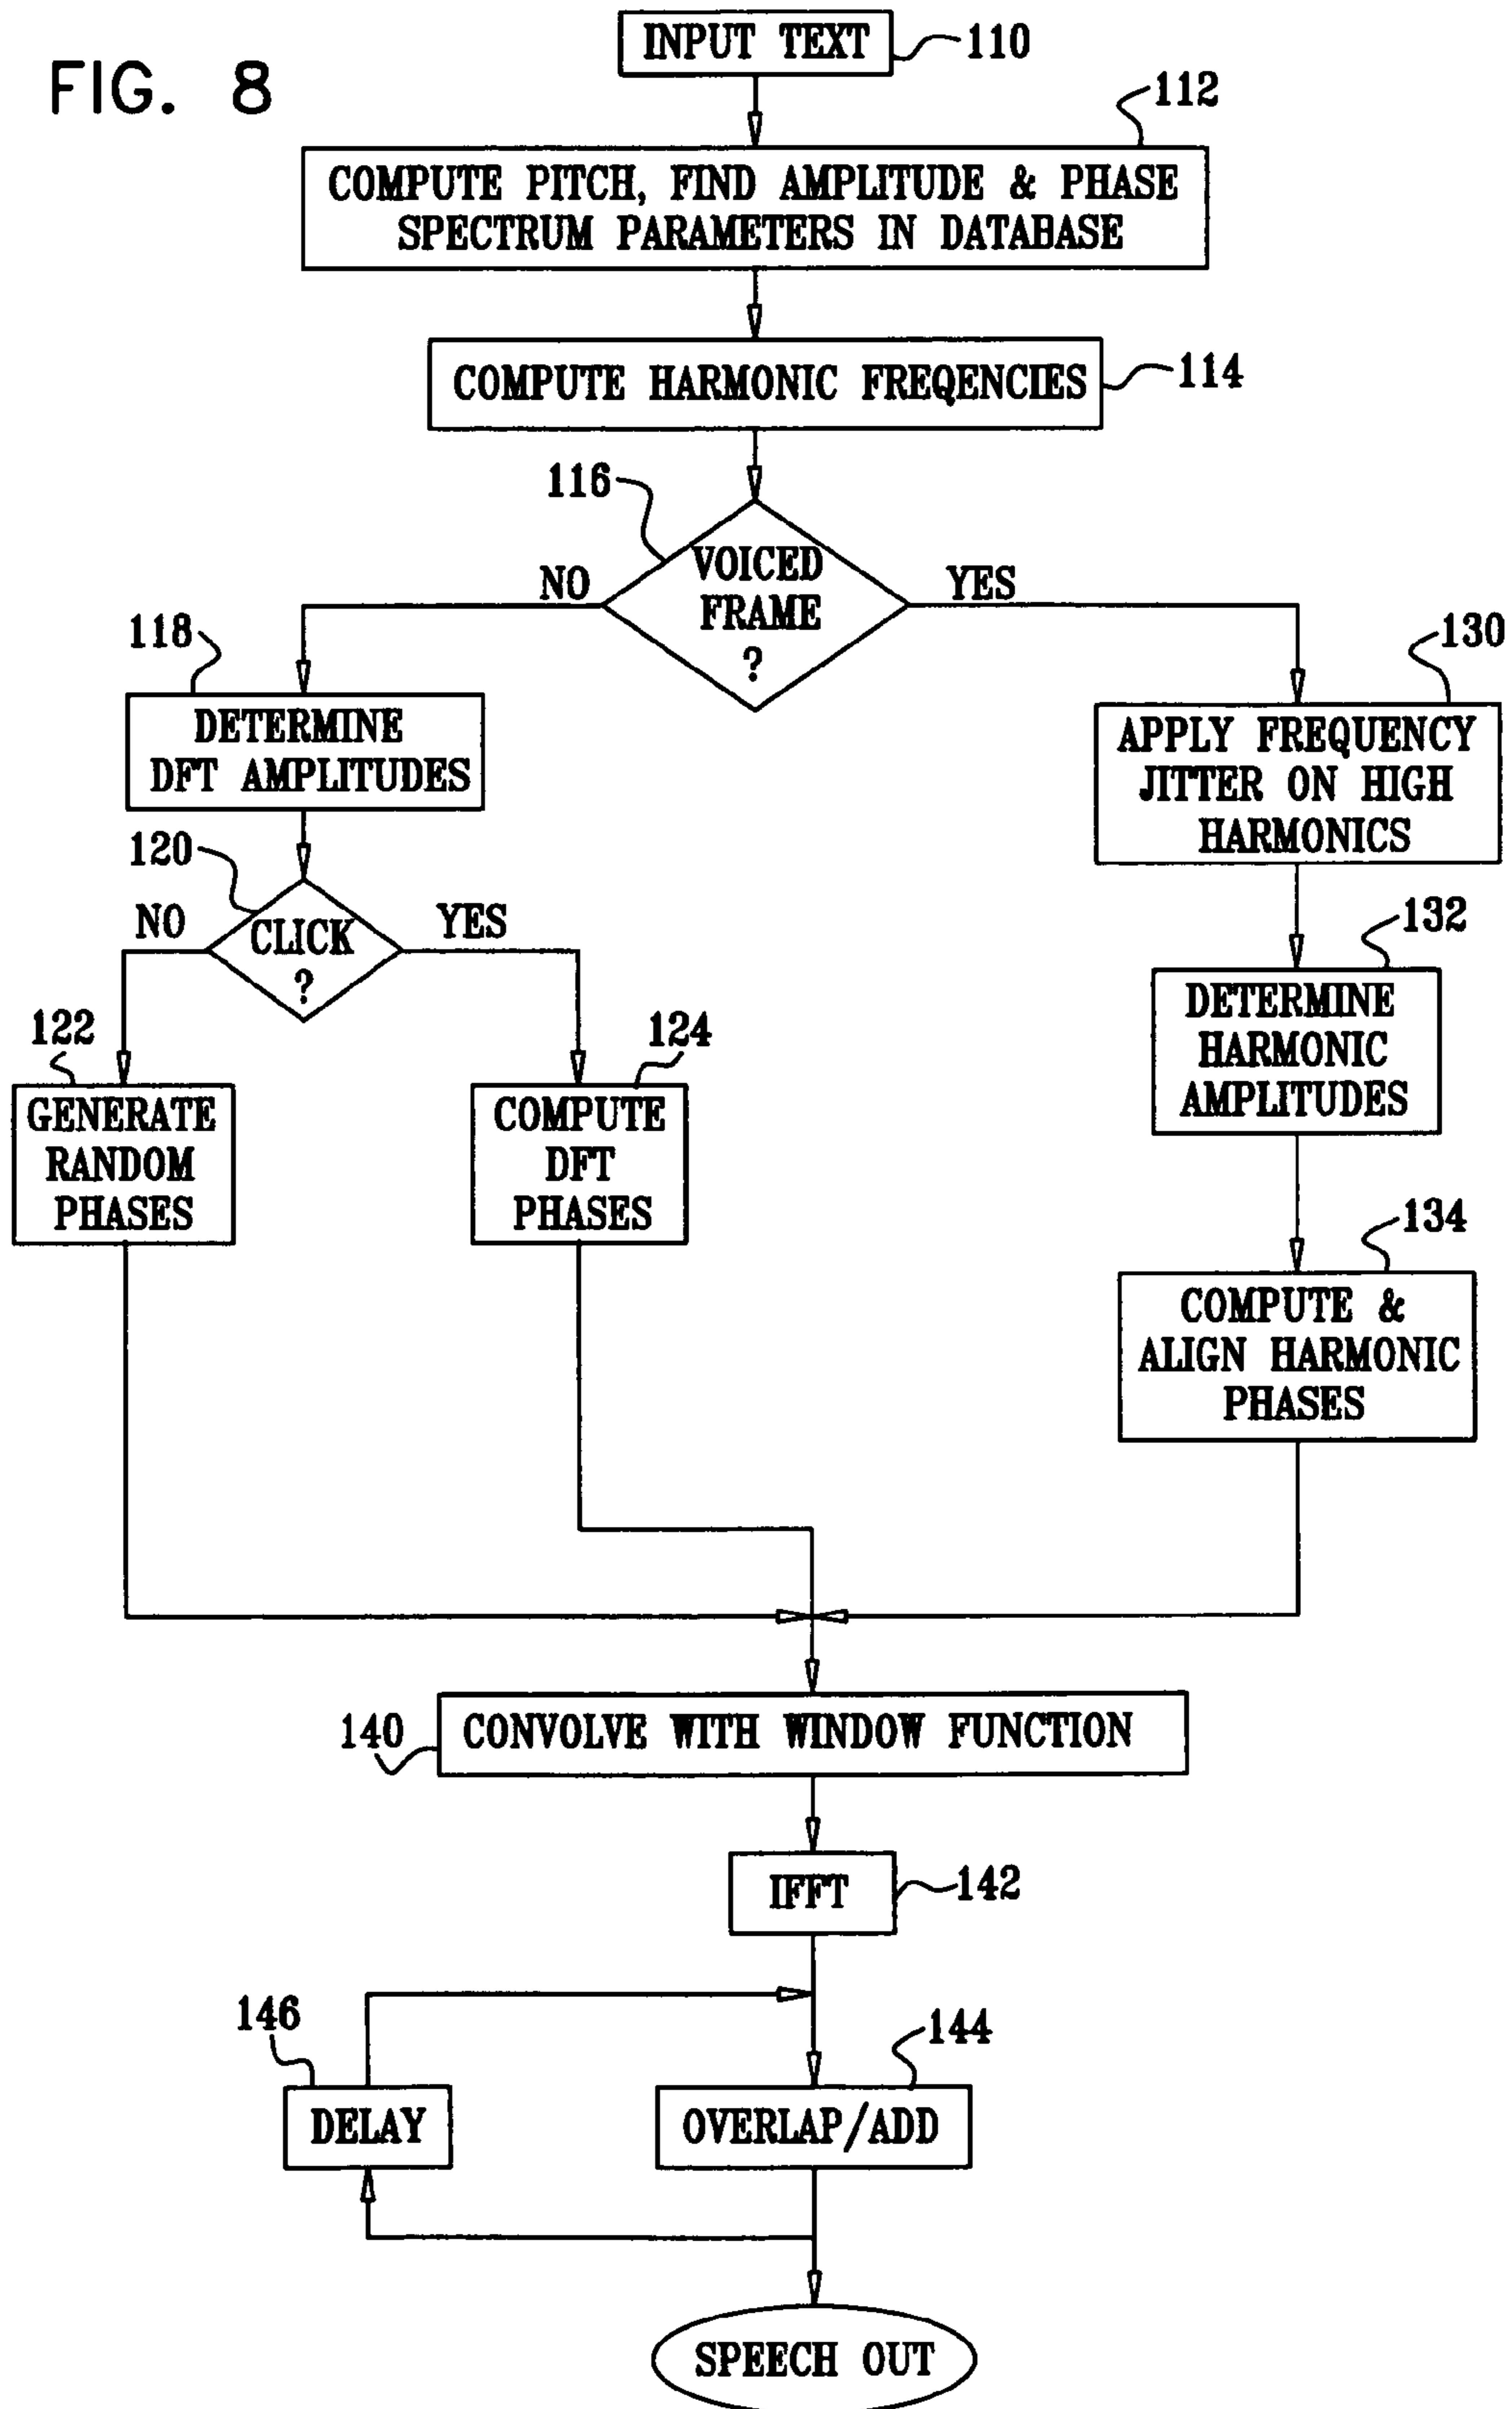 FIG. 8
INPUT TEXT
110
112
COMPUTE PITCH, FIND AMPLITUDE & PHASE
SPECTRUM PARAMETERS IN DATABASE
COMPUTE HARMONIC FREQENCIES
114
116
VOICED
FRAME
?
NO
YES
118
DETERMINE
DFT AMPLITUDES
130
APPLY FREQUENCY
JITTER ON HIGH
HARMONICS
120
CLICK
?
NO
YES
132
DETERMINE
HARMONIC
AMPLITUDES
122
GENERATE
RANDOM
PHASES
124
COMPUTE
DFT
PHASES
134
COMPUTE &
ALIGN HARMONIC
PHASES
140
CONVOLVE WITH WINDOW FUNCTION
IFFT
142
146
DELAY
144
OVERLAP/ADD
SPEECH OUT